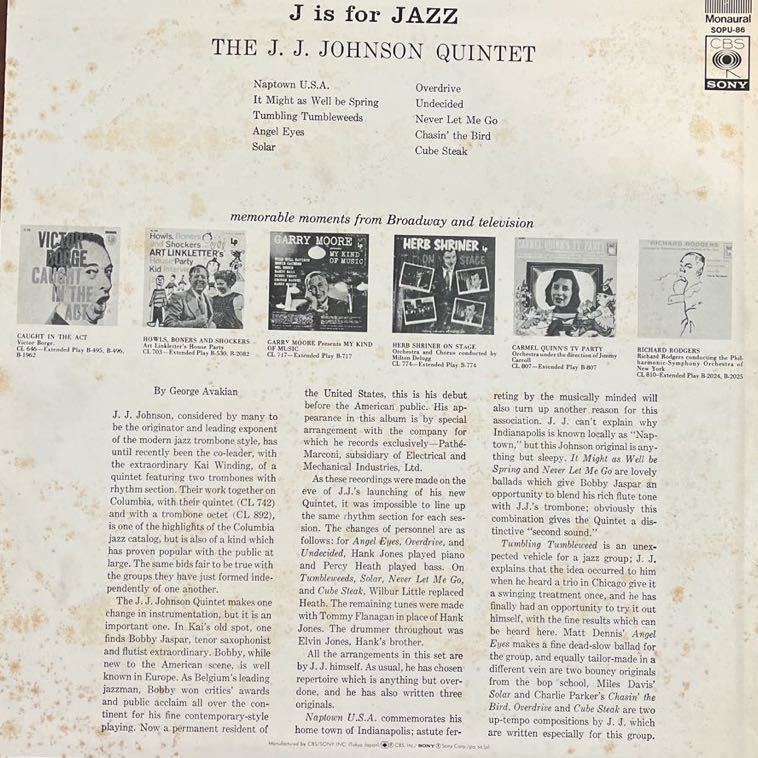 J is for JAZZ
THE J. J. JOHNSON QUINTET
Monaural
SOPU-86
CBS
SONY
Naptown U.S.A.
It Might as Well be Spring
Tumbling Tumbleweeds
Angel Eyes
Solar
Overdrive
Undecided
Never Let Me Go
Chasin' the Bird
Cube Steak
memorable moments from Broadway and television
VICTOR
BORGE
CAUGHT
IN THE
ACT
Howls, Boners
and Shockers
ART LINKLETTER'S
House Party
Kid
GARRY MOORE
MY KIND
OF MUSIC
HERB SHRINER
ON STAGE
CARMEL QUINN'S TV PARTY
RICHARD RODGERS
CAUGHT IN THE ACT
Victor Borge.
CL 646—Extended Play B-495, B-496,
B-1962
HOWLS, BONERS AND SHOCKERS
Art Linkletter's House Party
CL 703—Extended Play B-530, B-2082
GARRY MOORE Presents MY KIND
OF MUSIC
CL 717—Extended Play B-717
HERB SHRINER ON STAGE
Orchestra and Chorus conducted by
Milton Delugg
CL 774—Extended Play B-774
CARMEL QUINN'S TV PARTY
Orchestra under the direction of Jimmy
Carroll
CL 807—Extended Play B-807
RICHARD RODGERS
Richard Rodgers conducting the Phil-
harmonic-Symphony Orchestra of
New York
CL 810—Extended Play B-2024, B-2025
By George Avakian
J. J. Johnson, considered by many to
be the originator and leading exponent
of the modern jazz trombone style, has
until recently been the co-leader, with
the extraordinary Kai Winding, of a
quintet featuring two trombones with
rhythm section. Their work together on
Columbia, with their quintet (CL 742)
and with a trombone octet (CL 892),
is one of the highlights of the Columbia
jazz catalog, but is also of a kind which
has proven popular with the public at
large. The same bids fair to be true with
the groups they have just formed inde-
pendently of one another.
The J. J. Johnson Quintet makes one
change in instrumentation, but it is an
important one. In Kai's old spot, one
finds Bobby Jaspar, tenor saxophonist
and flutist extraordinary. Bobby, while
new to the American scene, is well
known in Europe. As Belgium's leading
jazzman, Bobby won critics' awards
and public acclaim all over the con-
tinent for his fine contemporary-style
playing. Now a permanent resident of
the United States, this is his debut
before the American public. His ap-
pearance in this album is by special
arrangement with the company for
which he records exclusively—Pathé-
Marconi, subsidiary of Electrical and
Mechanical Industries, Ltd.
As these recordings were made on the
eve of J.J.'s launching of his new
Quintet, it was impossible to line up
the same rhythm section for each ses-
sion. The changes of personnel are as
follows: for Angel Eyes, Overdrive, and
Undecided, Hank Jones played piano
and Percy Heath played bass. On
Tumbleweeds, Solar, Never Let Me Go,
and Cube Steak, Wilbur Little replaced
Heath. The remaining tunes were made
with Tommy Flanagan in place of Hank
Jones. The drummer throughout was
Elvin Jones, Hank's brother.
All the arrangements in this set are
by J. J. himself. As usual, he has chosen
repertoire which is anything but over-
done, and he has also written three
originals.
Naptown U.S.A. commemorates his
home town of Indianapolis; astute fer-
reting by the musically minded will
also turn up another reason for this
association. J. J. can't explain why
Indianapolis is known locally as "Nap-
town," but this Johnson original is any-
thing but sleepy. It Might as Well be
Spring and Never Let Me Go are lovely
ballads which give Bobby Jaspar an
opportunity to blend his rich flute tone
with J.J.'s trombone; obviously this
combination gives the Quintet a dis-
tinctive "second sound."
Tumbling Tumbleweed is an unex-
pected vehicle for a jazz group; J. J.
explains that the idea occurred to him
when he heard a trio in Chicago give it
a swinging treatment once, and he has
finally had an opportunity to try it out
himself, with the fine results which can
be heard here. Matt Dennis' Angel
Eyes makes a fine dead-slow ballad for
the group, and equally tailor-made in a
different vein are two bouncy originals
from the bop school, Miles Davis'
Solar and Charlie Parker's Chasin' the
Bird. Overdrive and Cube Steak are two
up-tempo compositions by J. J. which
are written especially for this group.
Manufactured by CBS/SONY INC. (Tokyo Japan)